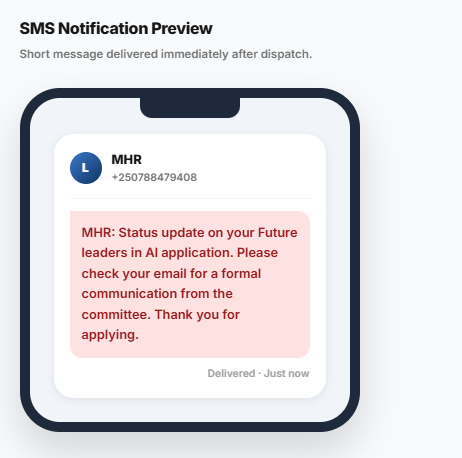 SMS Notification Preview
Short message delivered immediately after dispatch.
L
MHR
+250788479408
MHR: Status update on your Future
leaders in AI application. Please
check your email for a formal
communication from the
committee. Thank you for
applying.
Delivered · Just now